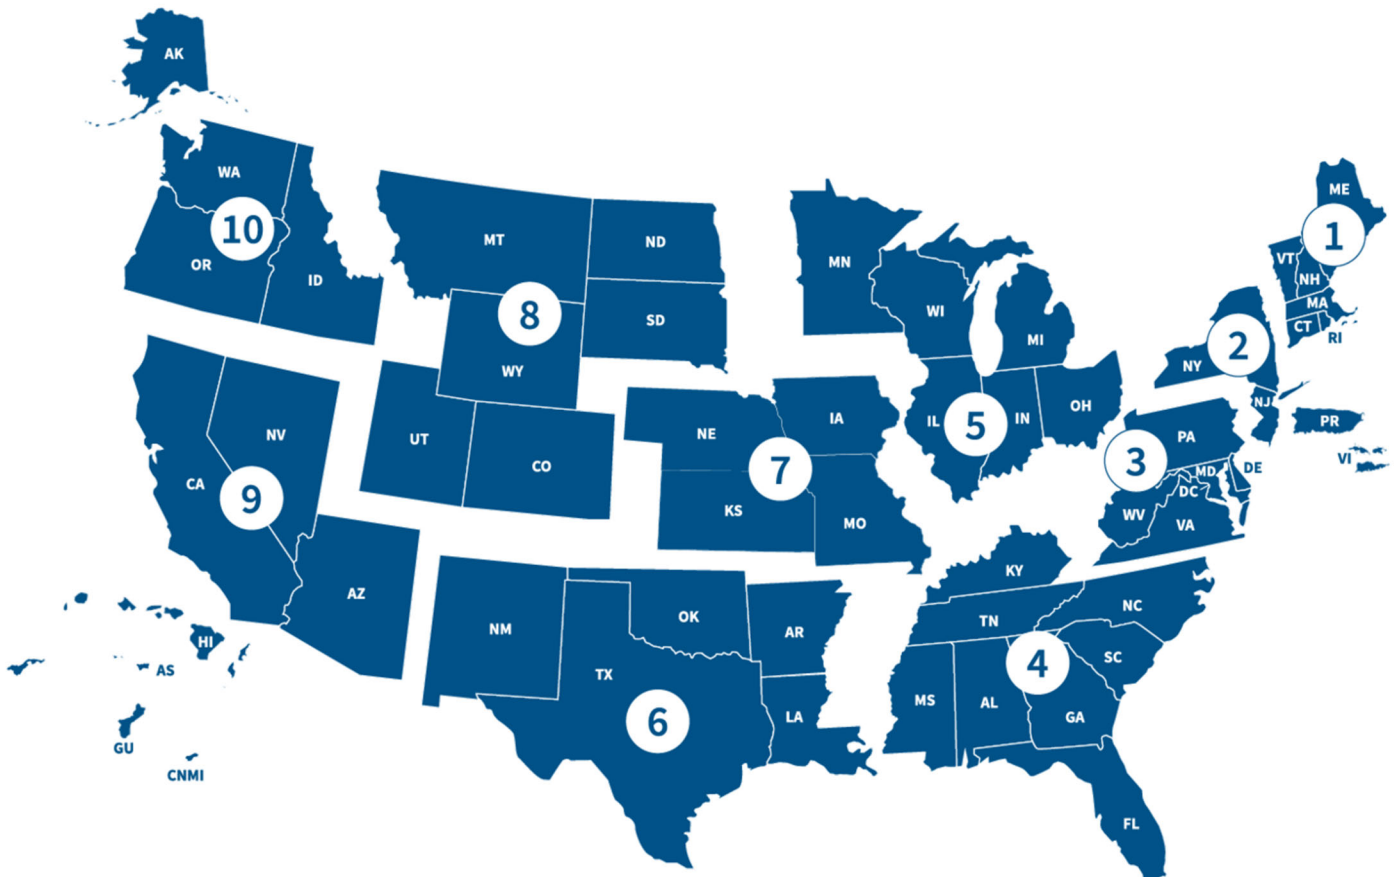 AK
WA
10
OR
ID
MT
ND
8
SD
WY
UT
CO
MN
WI
MI
IL
5
IN
OH
ME
1
VT
NH
MA
CT
RI
2
NY
NJ
PR
VI
3
PA
MD
DE
DC
WV
VA
NV
CA
9
AZ
HI
AS
GU
CNMI
NE
IA
7
KS
MO
NM
OK
AR
TX
6
LA
KY
TN
NC
4
SC
MS
AL
GA
FL